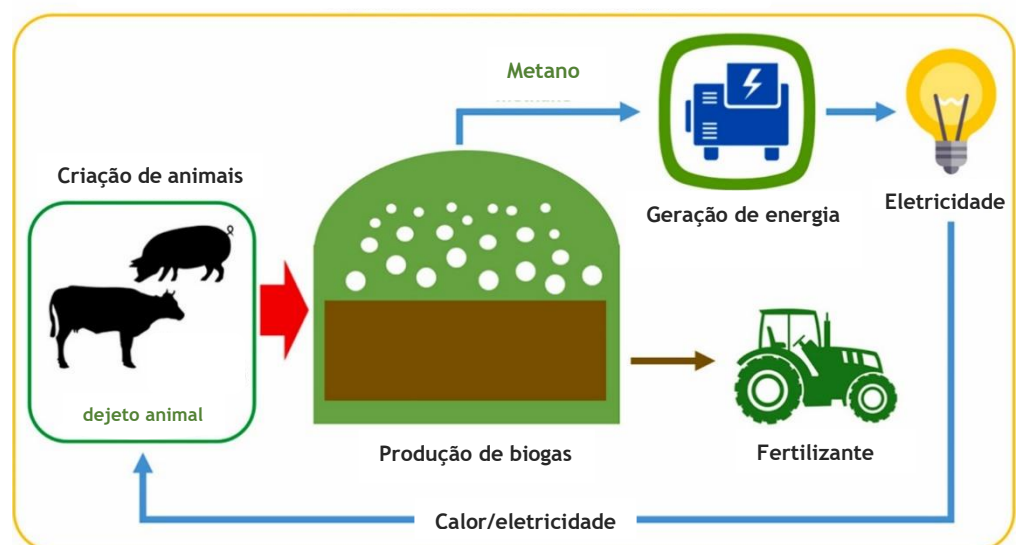 Metano
Criação de animais
Geração de energia
Eletricidade
dejeto animal
Produção de biogas
Fertilizante
Calor/eletricidade